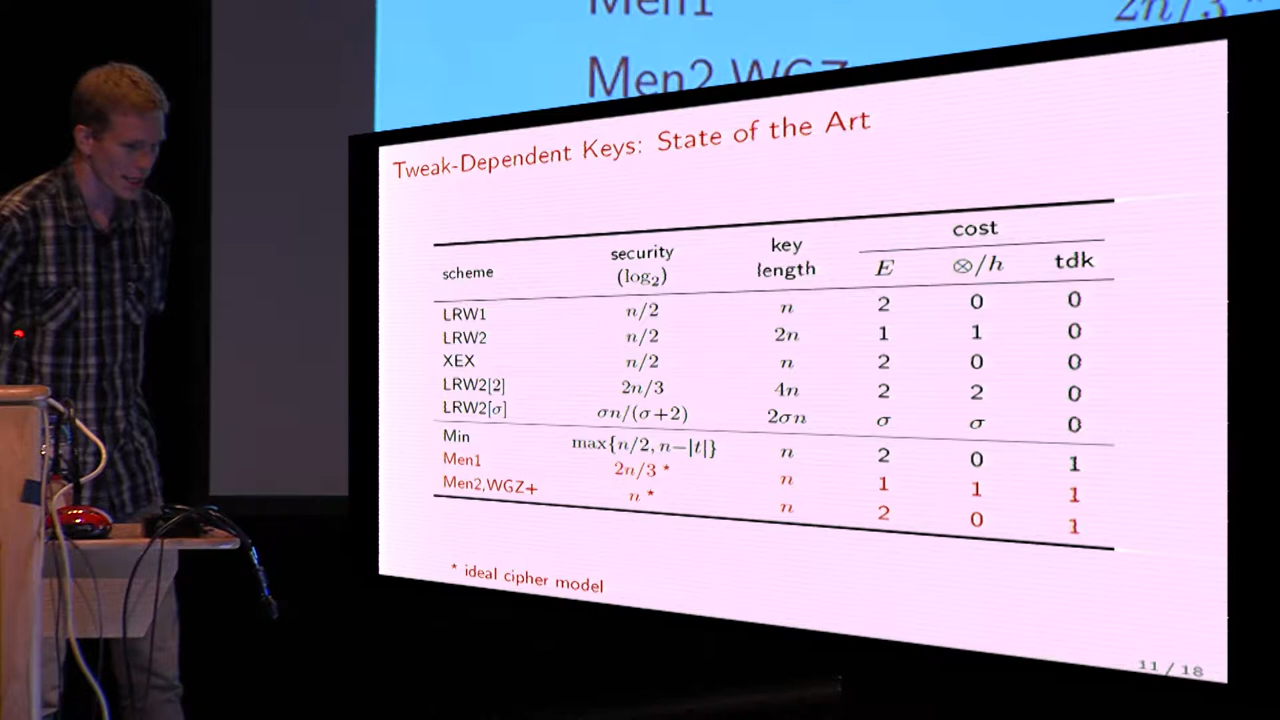 Men1 2n/3 *
Men2,WGZ
Tweak-Dependent Keys: State of the Art
scheme security (log₂) key length cost
E ⊗/h tdk
LRW1 n/2 n 2 0 0
LRW2 n/2 2n 1 1 0
XEX n/2 n 2 0 0
LRW2[2] 2n/3 4n 2 2 0
LRW2[σ] σn/(σ+2) 2σn σ σ 0
Min max{n/2, n−|t|} n 2 0 1
Men1 2n/3 * n 1 1 1
Men2,WGZ+ n * n 2 0 1
* ideal cipher model
11 / 18